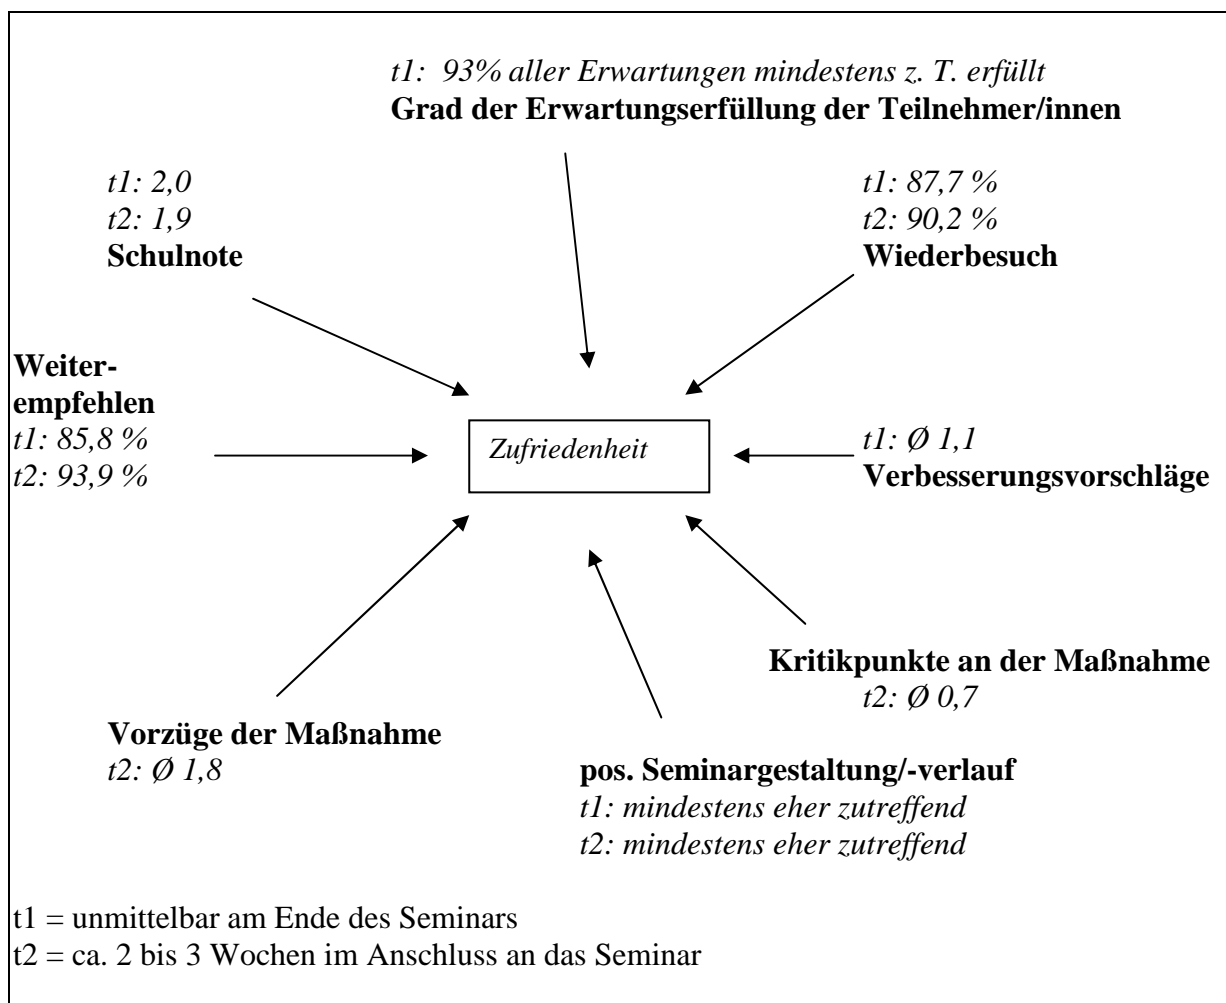 t1: 93% aller Erwartungen mindestens z. T. erfüllt
Grad der Erwartungserfüllung der Teilnehmer/innen
t1: 2,0
t2: 1,9
Schulnote
t1: 87,7 %
t2: 90,2 %
Wiederbesuch
Weiter-
empfehlen
t1: 85,8 %
t2: 93,9 %
Zufriedenheit
t1: Ø 1,1
Verbesserungsvorschläge
Kritikpunkte an der Maßnahme
t2: Ø 0,7
Vorzüge der Maßnahme
t2: Ø 1,8
pos. Seminargestaltung/-verlauf
t1: mindestens eher zutreffend
t2: mindestens eher zutreffend
t1 = unmittelbar am Ende des Seminars
t2 = ca. 2 bis 3 Wochen im Anschluss an das Seminar